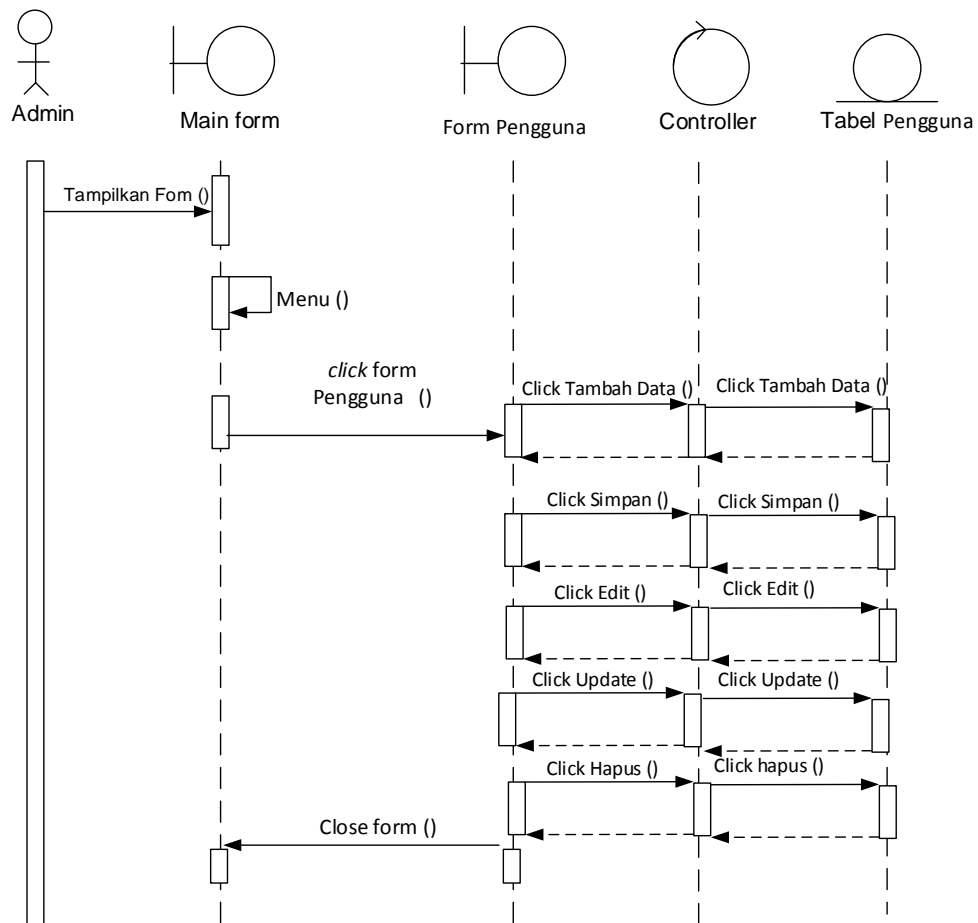 Admin
Main form
Form Pengguna
Controller
Tabel Pengguna
Tampilkan Fom ()
Menu ()
click form
Pengguna ()
Click Tambah Data ()
Click Tambah Data ()
Click Simpan ()
Click Simpan ()
Click Edit ()
Click Edit ()
Click Update ()
Click Update ()
Click Hapus ()
Click hapus ()
Close form ()